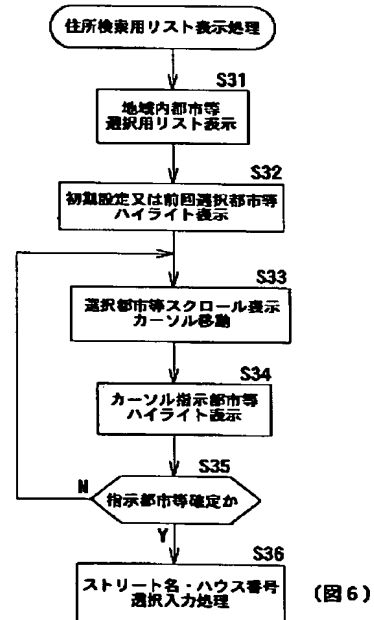 住所検索用リスト表示処理
S31
地域内都市等
選択用リスト表示
S32
初期設定又は前回選択都市等
ハイライト表示
S33
選択都市等スクロール表示
カーソル移動
S34
カーソル指示都市等
ハイライト表示
S35
N
指示都市等確定か
Y
S36
ストリート名・ハウス番号
選択入力処理
(図6)